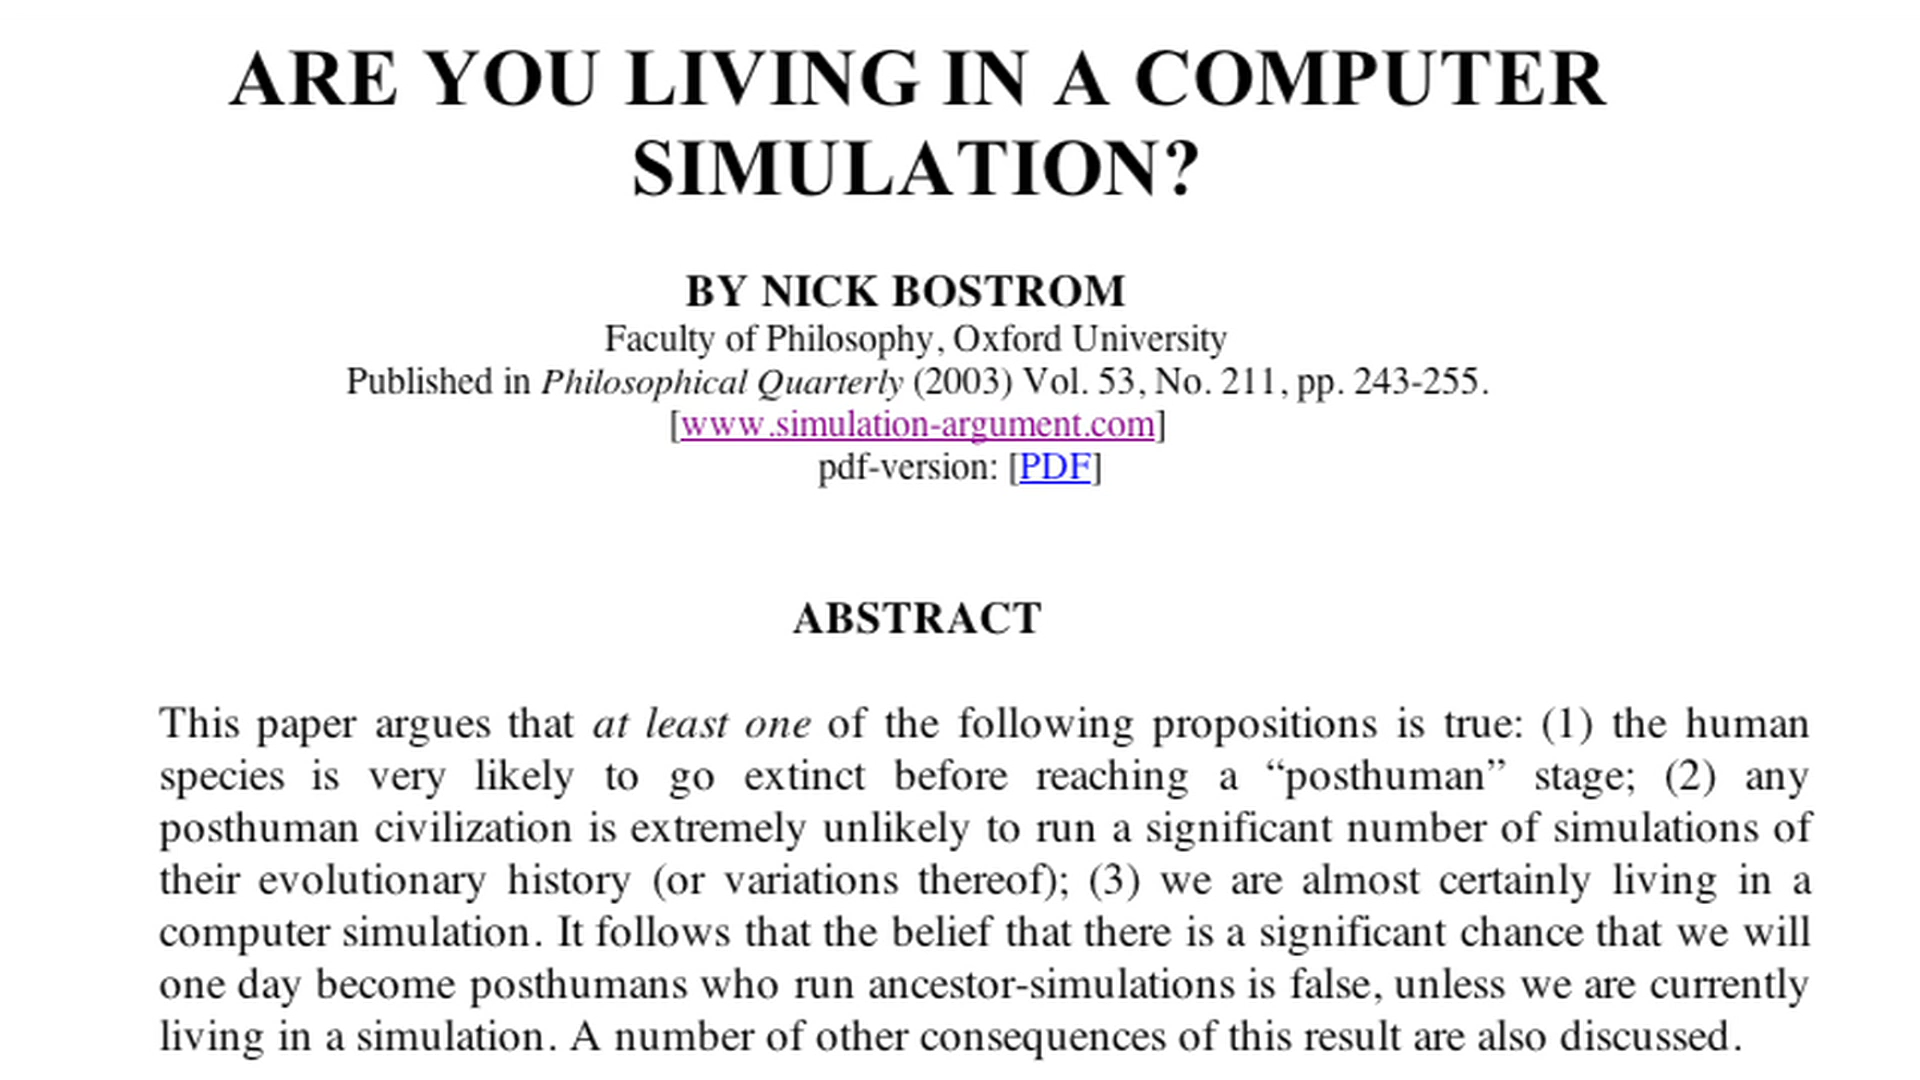 ARE YOU LIVING IN A COMPUTER
SIMULATION?
BY NICK BOSTROM
Faculty of Philosophy, Oxford University
Published in Philosophical Quarterly (2003) Vol. 53, No. 211, pp. 243-255.
[www.simulation-argument.com]
pdf-version: [PDF]
ABSTRACT
This paper argues that at least one of the following propositions is true: (1) the human
species is very likely to go extinct before reaching a “posthuman” stage; (2) any
posthuman civilization is extremely unlikely to run a significant number of simulations of
their evolutionary history (or variations thereof); (3) we are almost certainly living in a
computer simulation. It follows that the belief that there is a significant chance that we will
one day become posthumans who run ancestor-simulations is false, unless we are currently
living in a simulation. A number of other consequences of this result are also discussed.